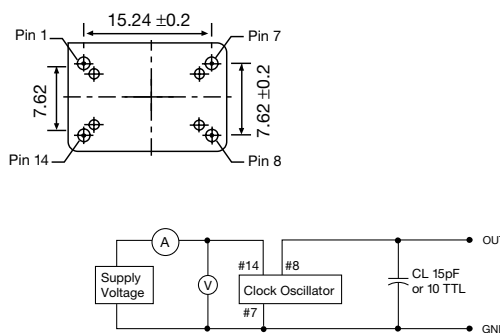 15.24 ±0.2
Pin 1
Pin 7
7.62
7.62 ±0.2
Pin 14
Pin 8
A
OUT
#14
#8
Supply
Voltage
V
Clock Oscillator
CL 15pF
or 10 TTL
#7
GND